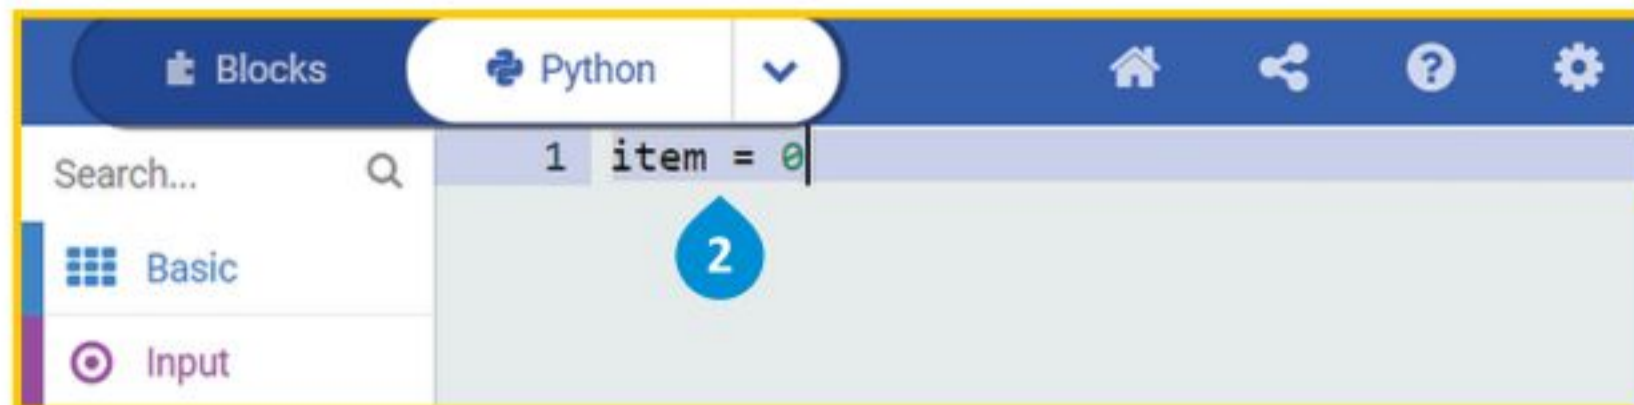 Blocks Python
Search...
1 item = 0
2
Basic
Input